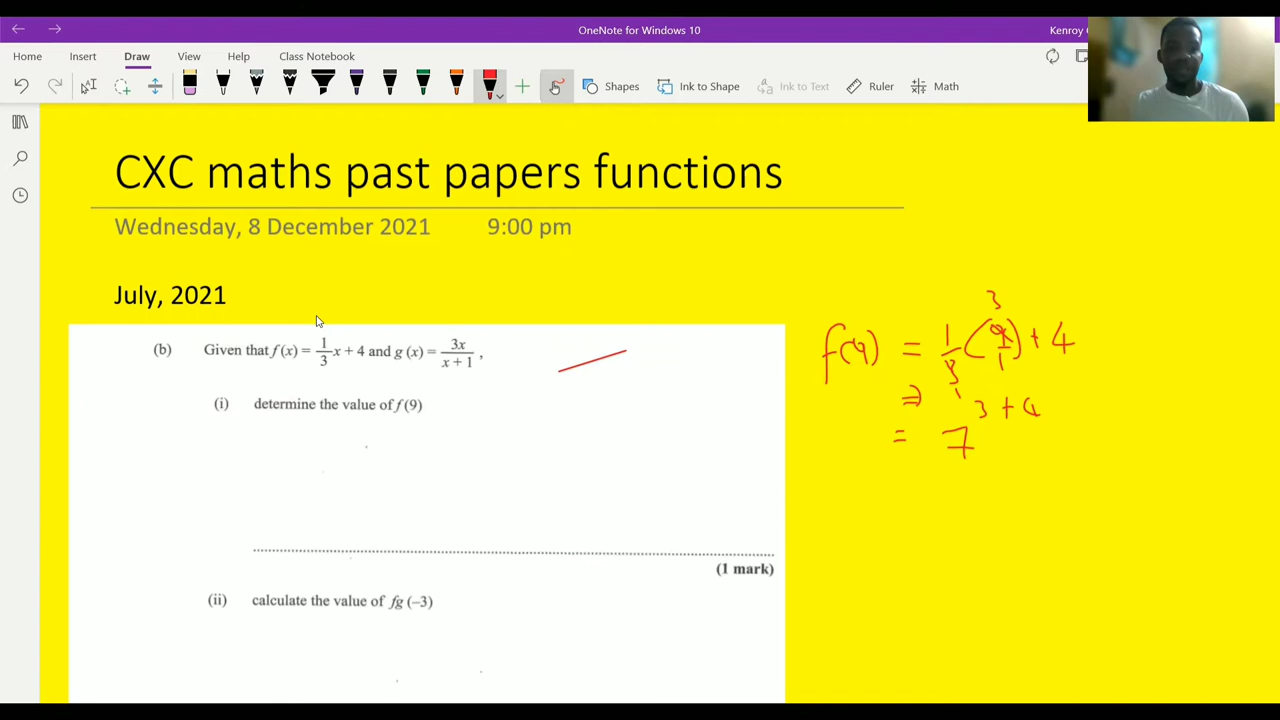 OneNote for Windows 10
Kenroy
Home Insert Draw View Help Class Notebook
Shapes Ink to Shape Ink to Text Ruler Math
CXC maths past papers functions
Wednesday, 8 December 2021 9:00 pm
July, 2021
(b) Given that f(x) = 1/3 x + 4 and g (x) = 3x/(x + 1) ,
(i) determine the value of f (9)
(1 mark)
(ii) calculate the value of fg (–3)
f(9) = 1/3 (9/1) + 4
3
1
⇒ 3 + 4
= 7